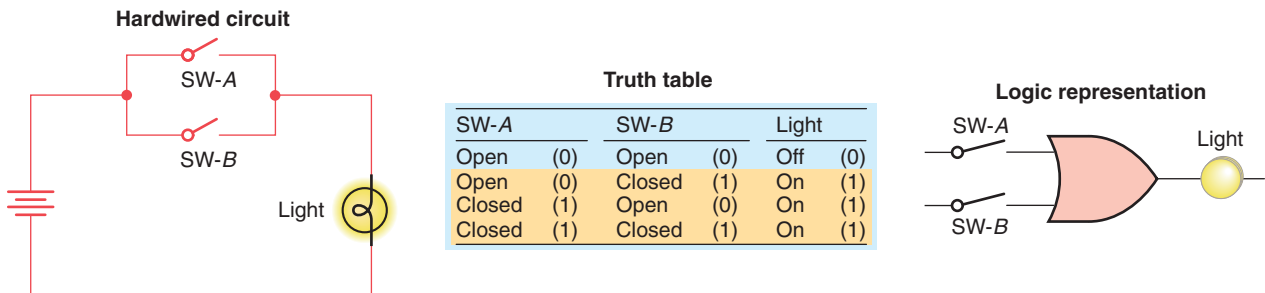 Hardwired circuit
SW-A
SW-B
Light
Truth table
SW-A SW-B Light
Open (0) Open (0) Off (0)
Open (0) Closed (1) On (1)
Closed (1) Open (0) On (1)
Closed (1) Closed (1) On (1)
Logic representation
SW-A
Light
SW-B